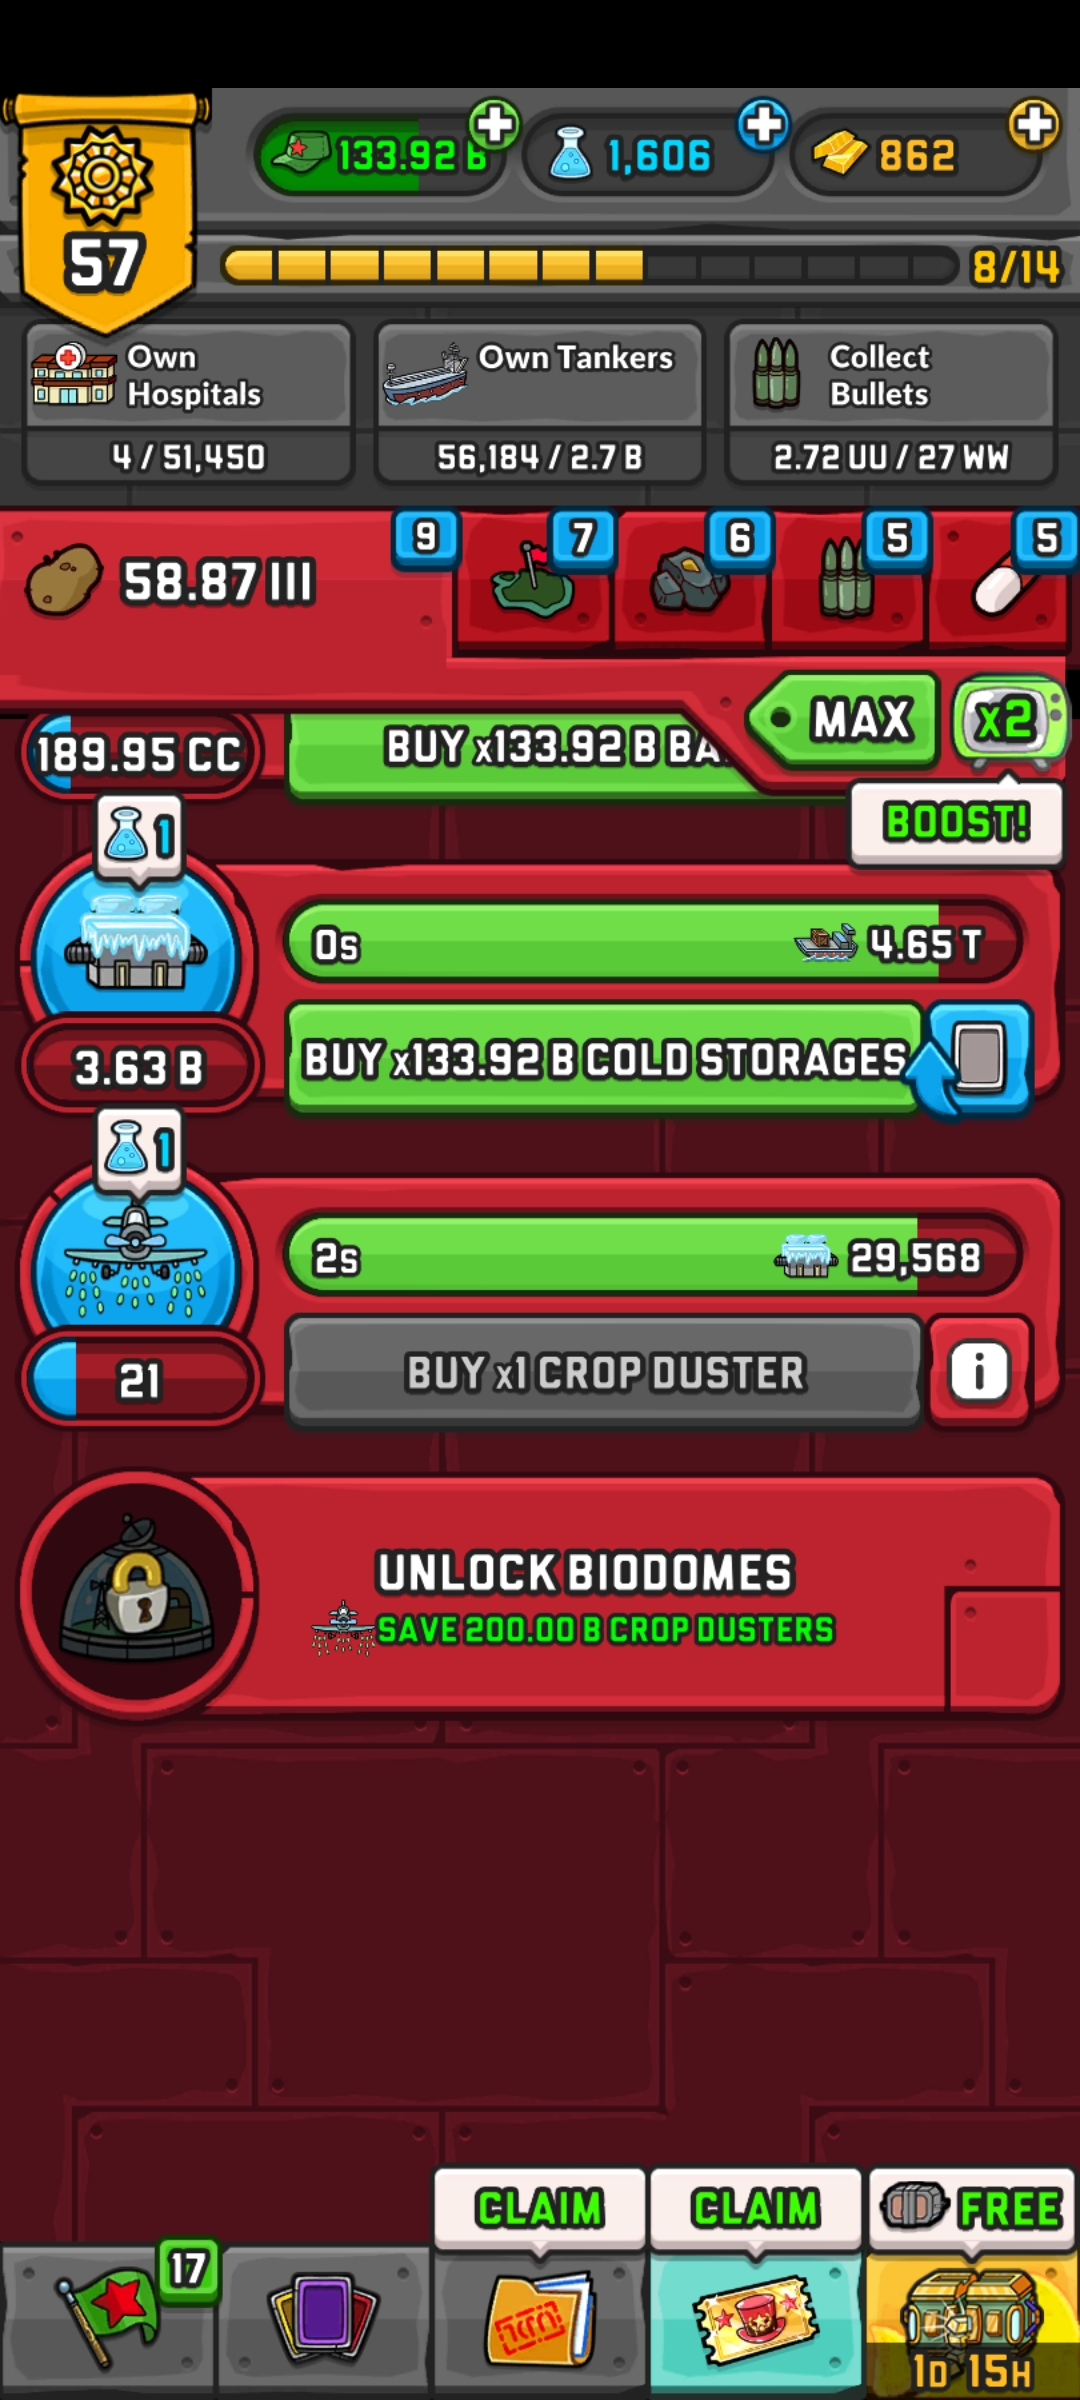 133.92 B
1,606
862
57
8/14
Own
Hospitals
4 / 51,450
Own Tankers
56,184 / 2.7 B
Collect
Bullets
2.72 UU / 27 WW
58.87 III
9
7
6
5
5
MAX
x2
BOOST!
189.95 CC
BUY x133.92 B BA
1
0s
4.65 T
3.63 B
BUY x133.92 B COLD STORAGES
1
2s
29,568
21
BUY x1 CROP DUSTER
i
UNLOCK BIODOMES
SAVE 200.00 B CROP DUSTERS
CLAIM
CLAIM
FREE
17
1D 15H